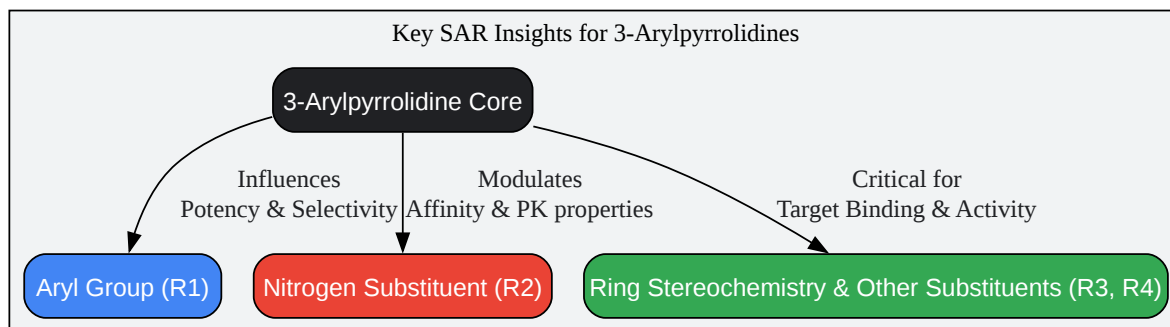 Key SAR Insights for 3-Arylpyrrolidines
3-Arylpyrrolidine Core
Influences
Potency & Selectivity
Modulates
Affinity & PK properties
Critical for
Target Binding & Activity
Aryl Group (R1)
Nitrogen Substituent (R2)
Ring Stereochemistry & Other Substituents (R3, R4)